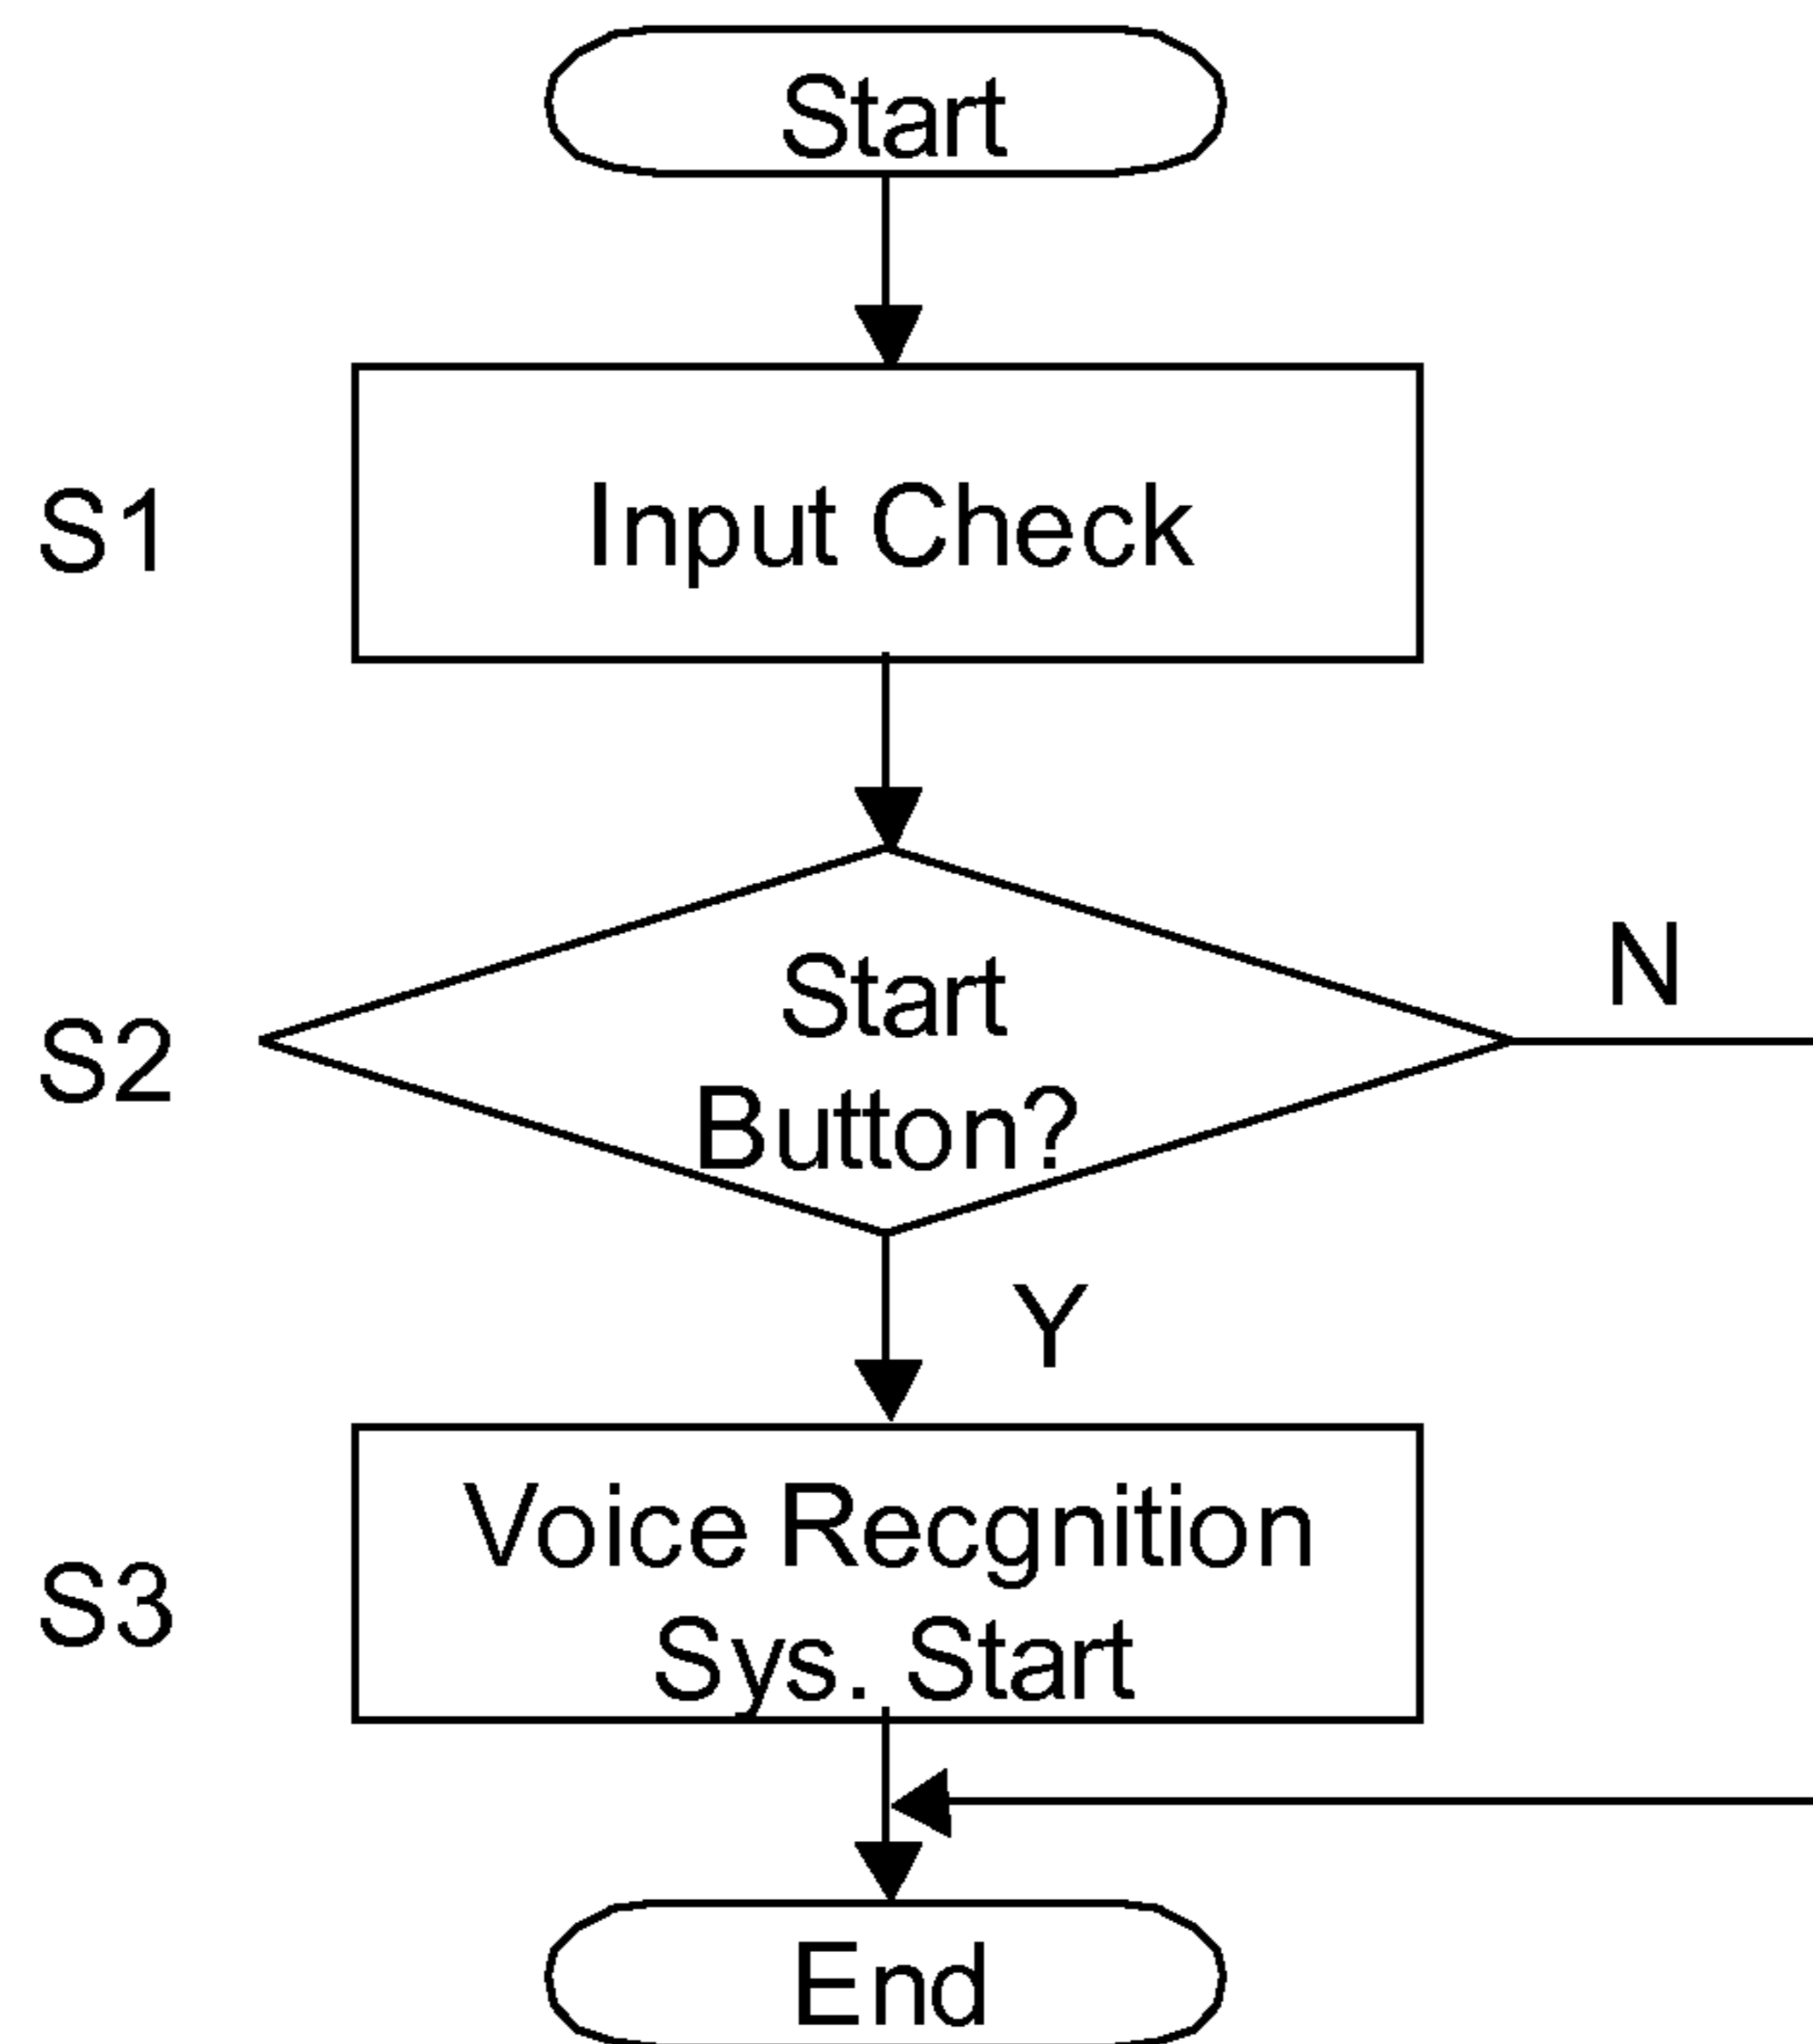 Start
S1
Input Check
S2
Start
Button?
N
Y
S3
Voice Recgnition
Sys. Start
End